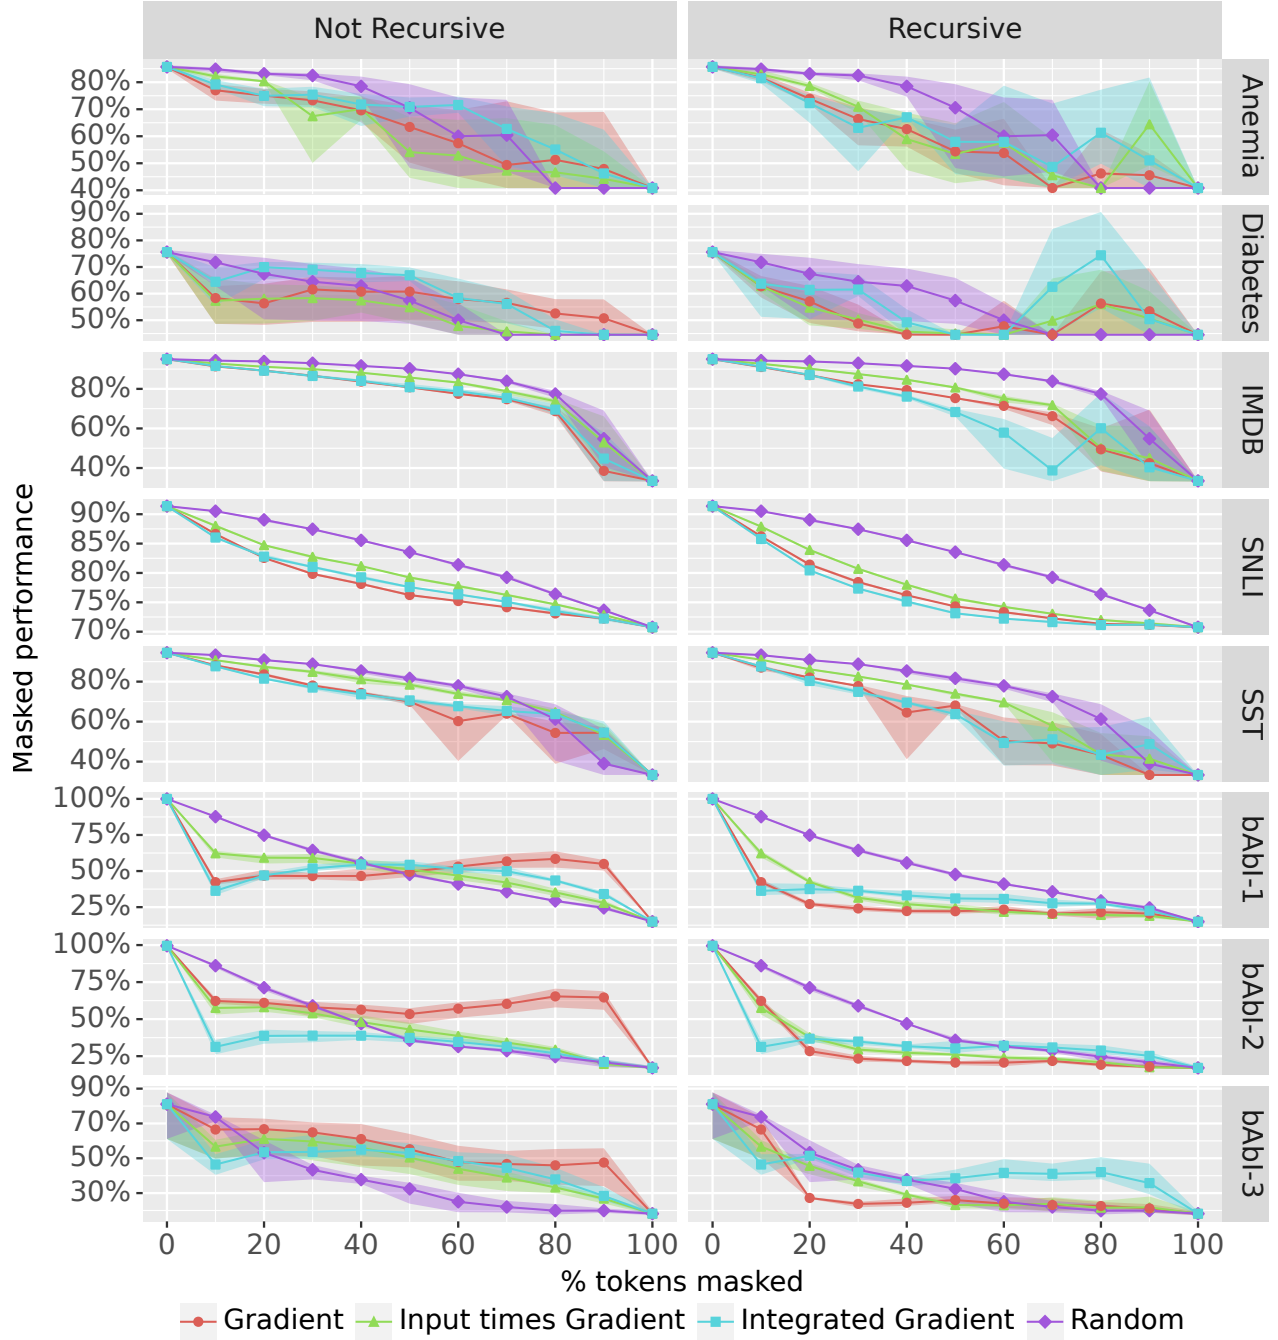 Not Recursive
Recursive
80%
70%
60%
50%
40%
Anemia
90%
80%
70%
60%
50%
Diabetes
80%
60%
40%
IMDB
90%
85%
80%
75%
70%
SNLI
80%
60%
40%
SST
100%
75%
50%
25%
bAbI-1
100%
75%
50%
25%
bAbI-2
90%
70%
50%
30%
bAbI-3
Masked performance
0 20 40 60 80 100
0 20 40 60 80 100
% tokens masked
Gradient Input times Gradient Integrated Gradient Random